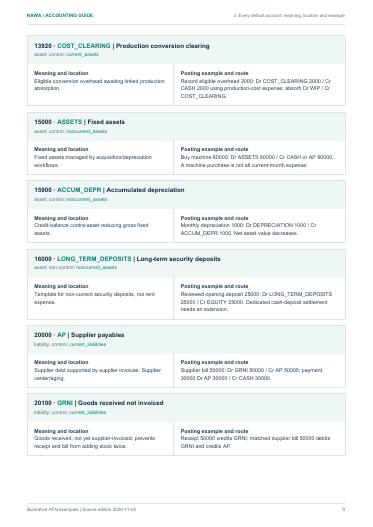 NAWA | ACCOUNTING GUIDE
3. Every default account: meaning, location and example
13920 · COST_CLEARING | Production conversion clearing
asset; control; current_assets
Meaning and location
Eligible conversion overhead awaiting linked production
absorption.
Posting example and route
Record eligible overhead 2000: Dr COST_CLEARING 2000 / Cr
CASH 2000 using production-cost expense; absorb Dr WIP / Cr
COST_CLEARING.
15000 · ASSETS | Fixed assets
asset; control; noncurrent_assets
Meaning and location
Fixed assets managed by acquisition/depreciation
workflows.
Posting example and route
Buy machine 60000: Dr ASSETS 60000 / Cr CASH or AP 60000.
A machine purchase is not all current-month expense.
15900 · ACCUM_DEPR | Accumulated depreciation
asset; control; noncurrent_assets
Meaning and location
Credit-balance contra-asset reducing gross fixed
assets.
Posting example and route
Monthly depreciation 1000: Dr DEPRECIATION 1000 / Cr
ACCUM_DEPR 1000. Net asset value decreases.
16000 · LONG_TERM_DEPOSITS | Long-term security deposits
asset; non-control; noncurrent_assets
Meaning and location
Template for non-current security deposits, not rent
expense.
Posting example and route
Reviewed opening deposit 25000: Dr LONG_TERM_DEPOSITS
25000 / Cr EQUITY 25000. Dedicated cash-deposit settlement
needs an extension.
20000 · AP | Supplier payables
liability; control; current_liabilities
Meaning and location
Supplier debt supported by supplier invoices. Supplier
center/aging.
Posting example and route
Supplier bill 50000: Dr GRNI 50000 / Cr AP 50000; payment
30000 Dr AP 30000 / Cr CASH 30000.
20100 · GRNI | Goods received not invoiced
liability; control; current_liabilities
Meaning and location
Goods received, not yet supplier-invoiced; prevents
receipt and bill from adding stock twice.
Posting example and route
Receipt 50000 credits GRNI; matched supplier bill 50000 debits
GRNI and credits AP.
Illustrative AFN examples | Source edition 2026-11-03